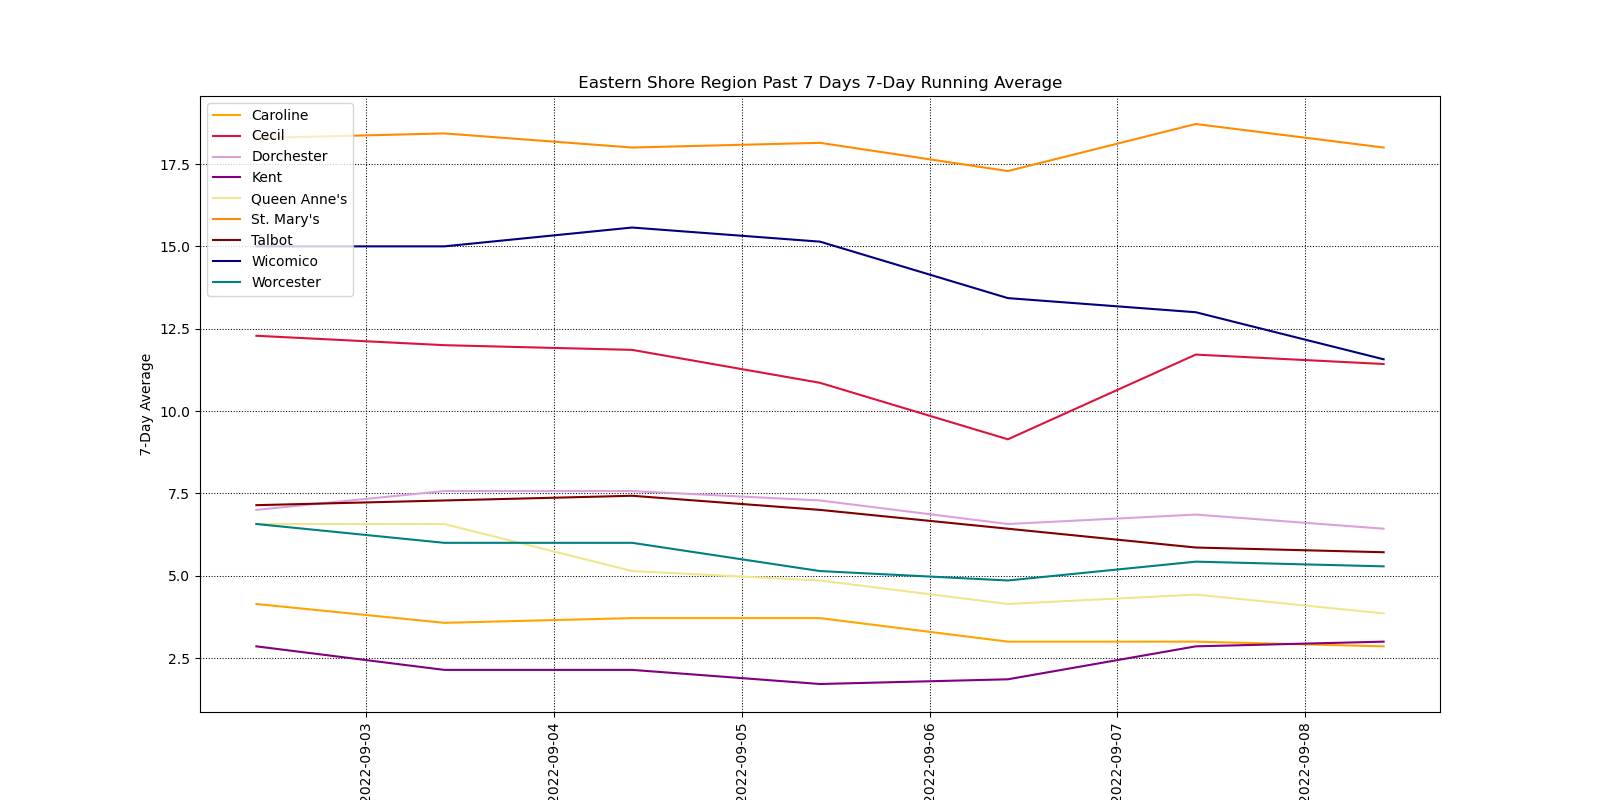 Eastern Shore Region Past 7 Days 7-Day Running Average
Caroline
Cecil
Dorchester
Kent
Queen Anne's
St. Mary's
Talbot
Wicomico
Worcester
17.5
15.0
12.5
10.0
7.5
5.0
2.5
7-Day Average
2022-09-03
2022-09-04
2022-09-05
2022-09-06
2022-09-07
2022-09-08